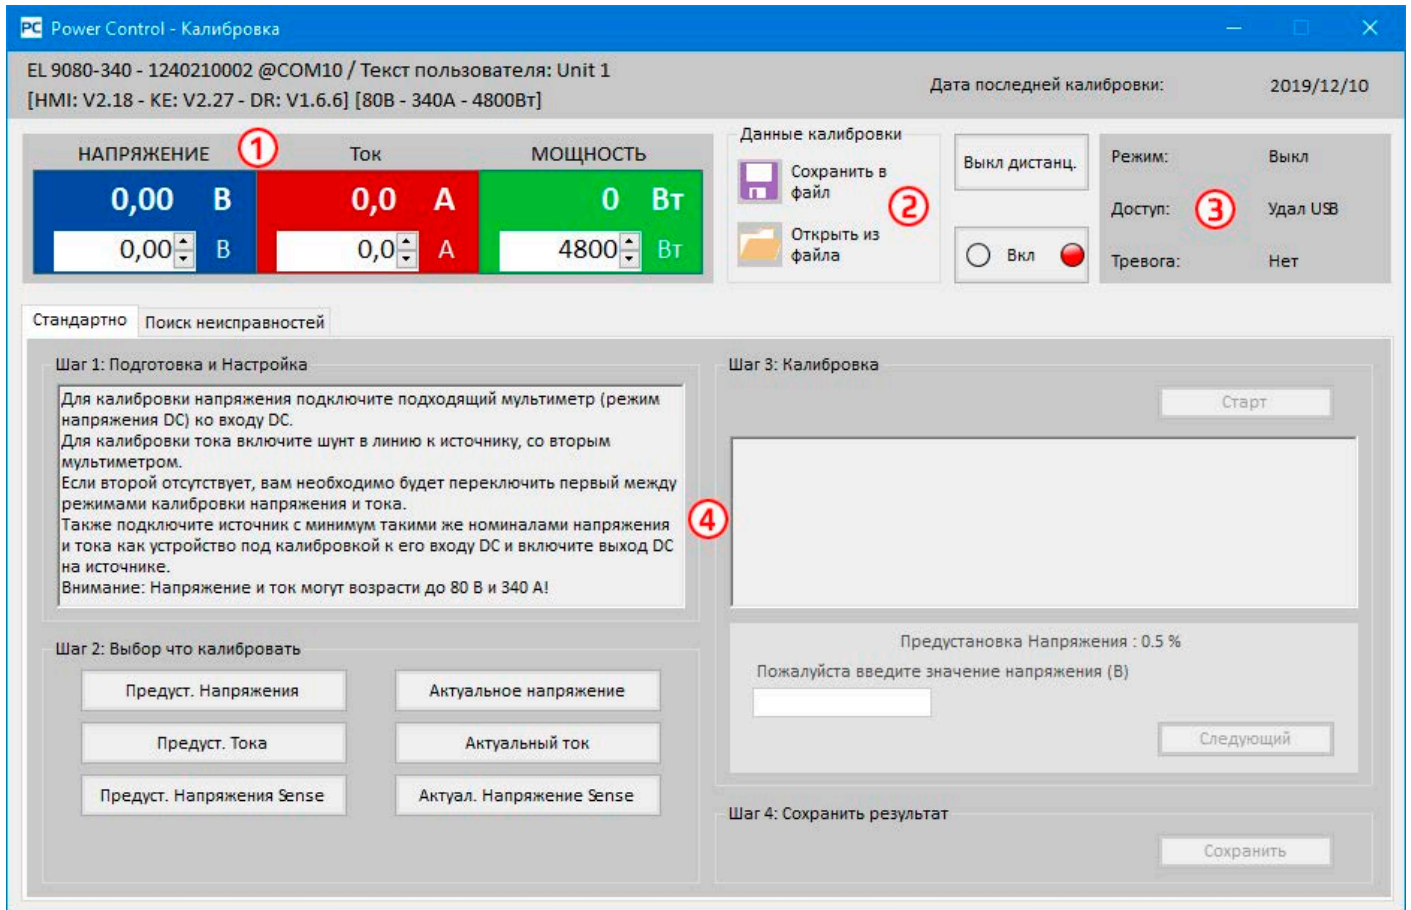 PC Power Control - Калибровка
EL 9080-340 - 1240210002 @COM10 / Текст пользователя: Unit 1
[HMI: V2.18 - KE: V2.27 - DR: V1.6.6] [80В - 340А - 4800Вт]
Дата последней калибровки: 2019/12/10
НАПРЯЖЕНИЕ 1 Ток МОЩНОСТЬ
0,00 В 0,0 А 0 Вт
0,00 В 0,0 А 4800 Вт
Данные калибровки
Сохранить в
файл
2
Открыть из
файла
Выкл дистанц.
Вкл
Режим: Выкл
Доступ: 3 Удал USB
Тревога: Нет
Стандартно Поиск неисправностей
Шаг 1: Подготовка и Настройка
Для калибровки напряжения подключите подходящий мультиметр (режим
напряжения DC) ко входу DC.
Для калибровки тока включите шунт в линию к источнику, со вторым
мультиметром.
Если второй отсутствует, вам необходимо будет переключить первый между
режимами калибровки напряжения и тока.
Также подключите источник с минимум такими же номиналами напряжения
и тока как устройство под калибровкой к его входу DC и включите выход DC
на источнике.
Внимание: Напряжение и ток могут возрасти до 80 В и 340 А!
4
Шаг 2: Выбор что калибровать
Предуст. Напряжения Актуальное напряжение
Предуст. Тока Актуальный ток
Предуст. Напряжения Sense Актуал. Напряжение Sense
Шаг 3: Калибровка
Старт
Предустановка Напряжения : 0.5 %
Пожалуйста введите значение напряжения (В)
Следующий
Шаг 4: Сохранить результат
Сохранить